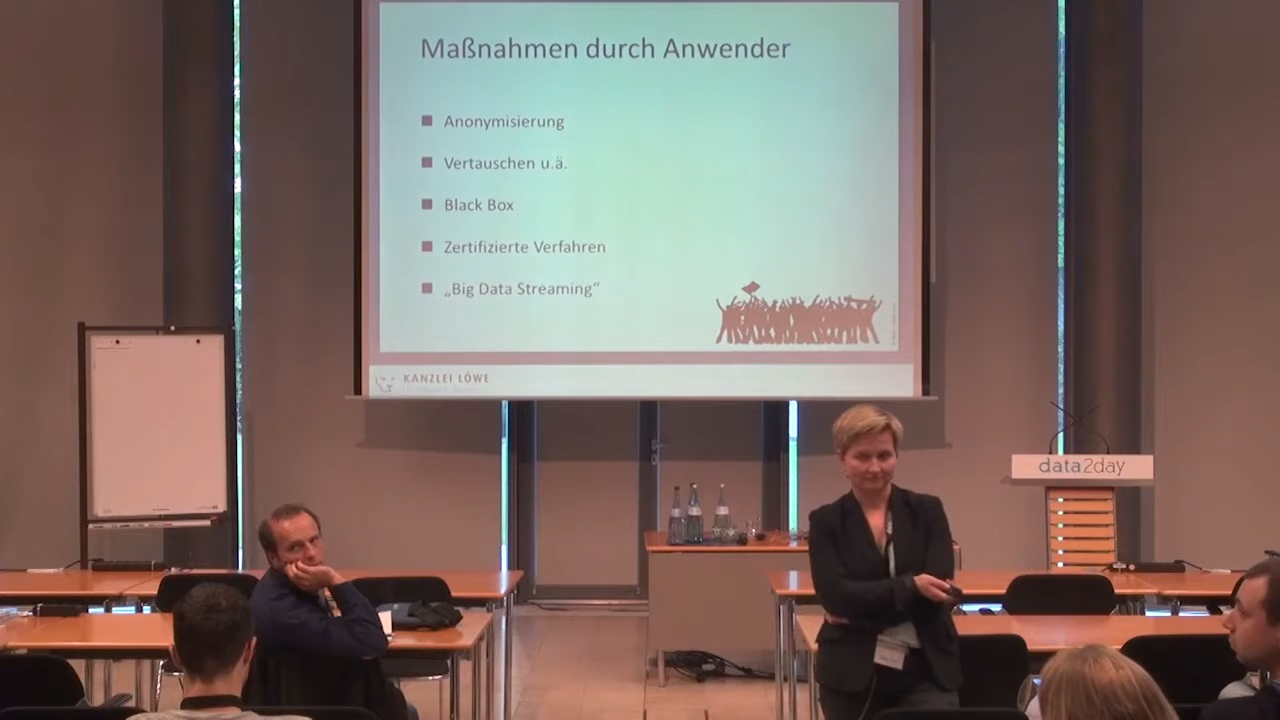 Maßnahmen durch Anwender
Anonymisierung
Vertauschen u.ä.
Black Box
Zertifizierte Verfahren
„Big Data Streaming“
KANZLEI LÖWE
data2day